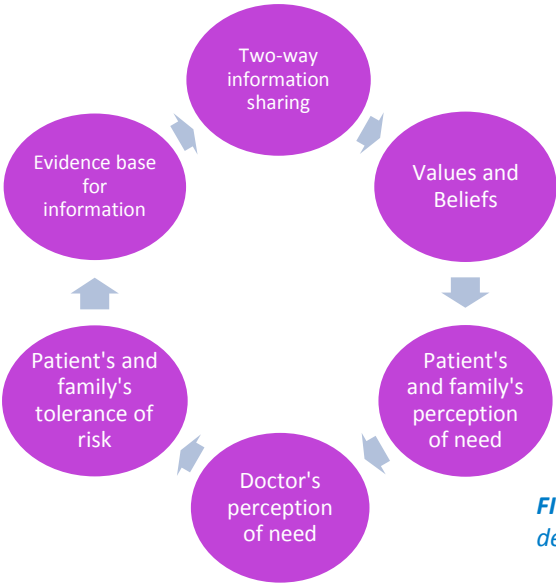 Two-way
information
sharing
Values and
Beliefs
Patient's
and family's
perception
of need
Doctor's
perception
of need
Patient's and
family's
tolerance of
risk
Evidence base
for
information